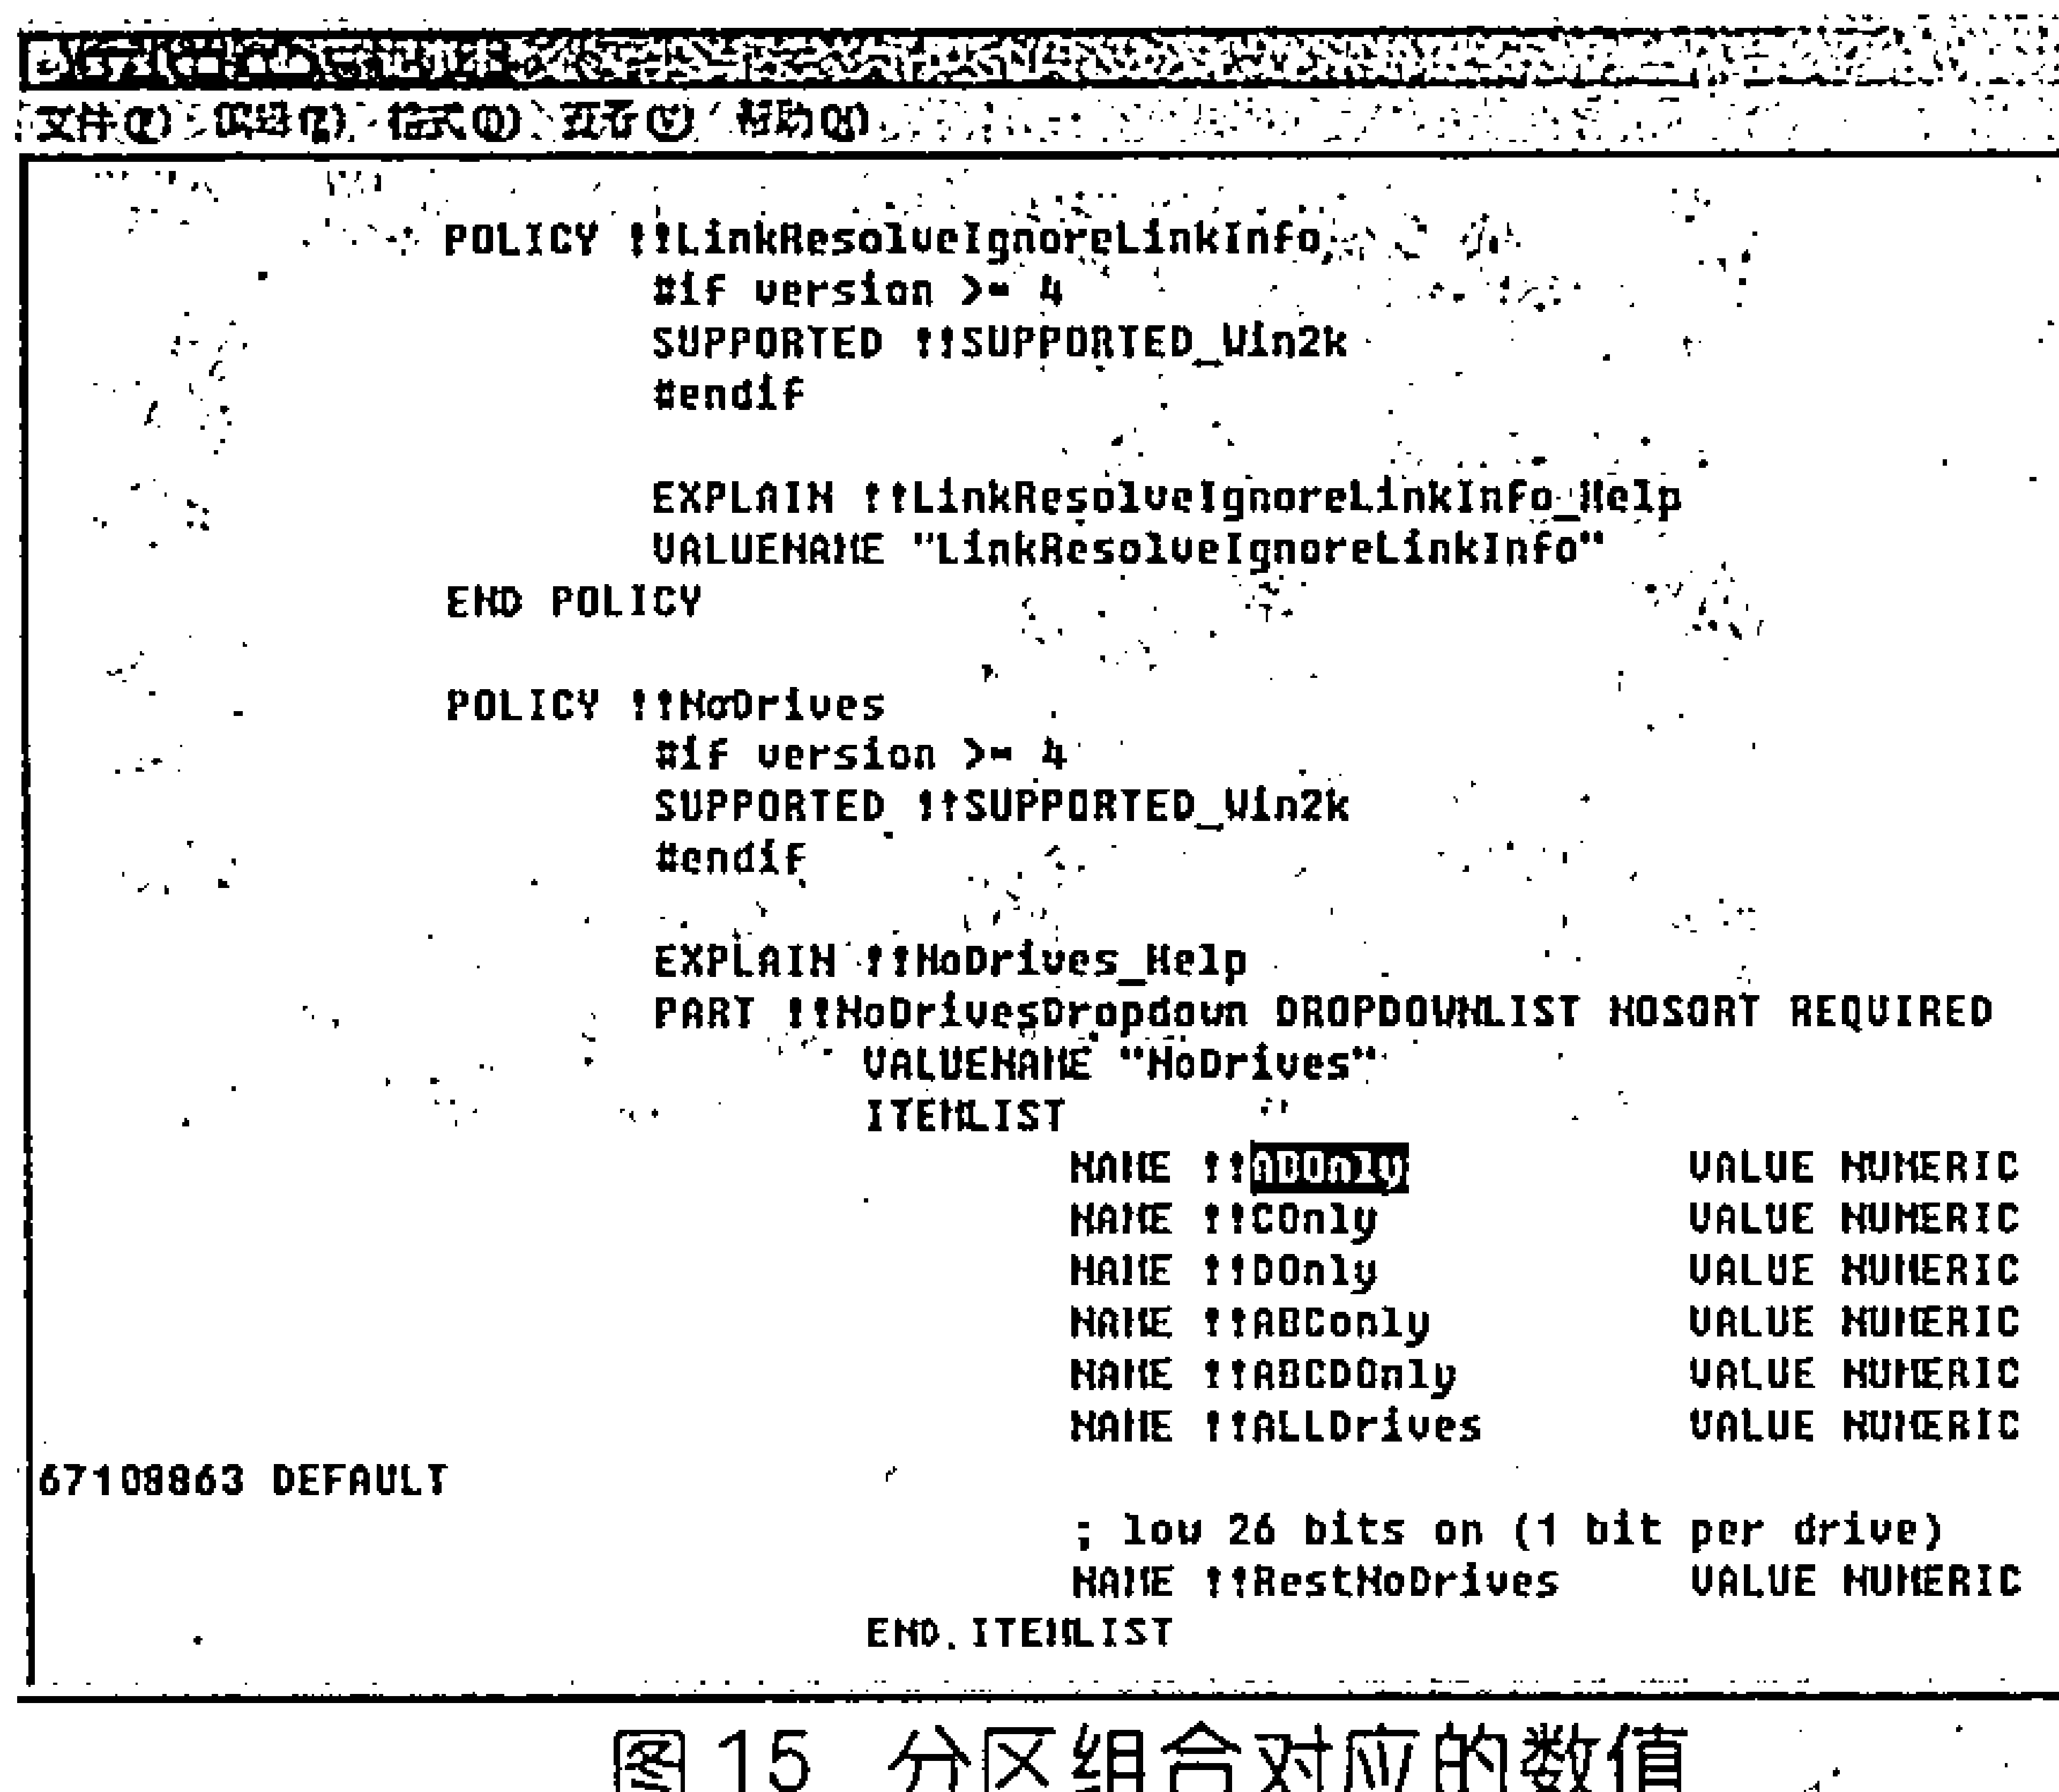 文件(F) 编辑(E) 格式(O) 查看(V) 帮助(H)
POLICY !!LinkResolveIgnoreLinkInfo
#if version >= 4
SUPPORTED !!SUPPORTED_Win2k
#endif
EXPLAIN !!LinkResolveIgnoreLinkInfo_Help
VALUENAME "LinkResolveIgnoreLinkInfo"
END POLICY
POLICY !!NoDrives
#if version >= 4
SUPPORTED !!SUPPORTED_Win2k
#endif
EXPLAIN !!NoDrives_Help
PART !!NoDrivesDropdown DROPDOWNLIST NOSORT REQUIRED
VALUENAME "NoDrives"
ITEMLIST
NAME !!ABOnly VALUE NUMERIC
NAME !!COnly VALUE NUMERIC
NAME !!DOnly VALUE NUMERIC
NAME !!ABConly VALUE NUMERIC
NAME !!ABCDOnly VALUE NUMERIC
NAME !!ALLDrives VALUE NUMERIC
67108863 DEFAULT
; low 26 bits on (1 bit per drive)
NAME !!RestNoDrives VALUE NUMERIC
END ITEMLIST
图 15 分区组合对应的数值